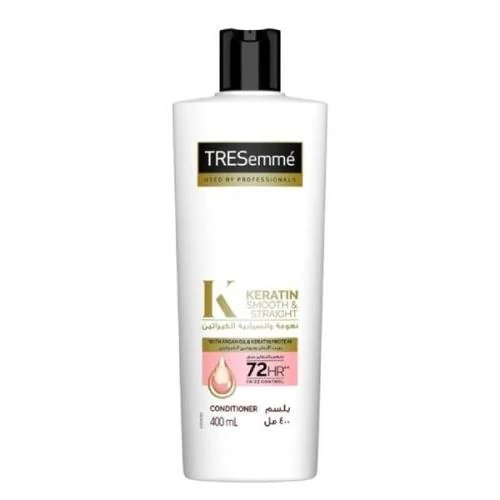 TRESemmé
USED BY PROFESSIONALS
K
KERATIN
SMOOTH &
STRAIGHT
نعومة وانسيابية الكيراتين
WITH ARGAN OIL & KERATIN PROTEIN
72HR**
FRIZZ CONTROL
CONDITIONER
بلسم
400 mL
٤٠٠ مل